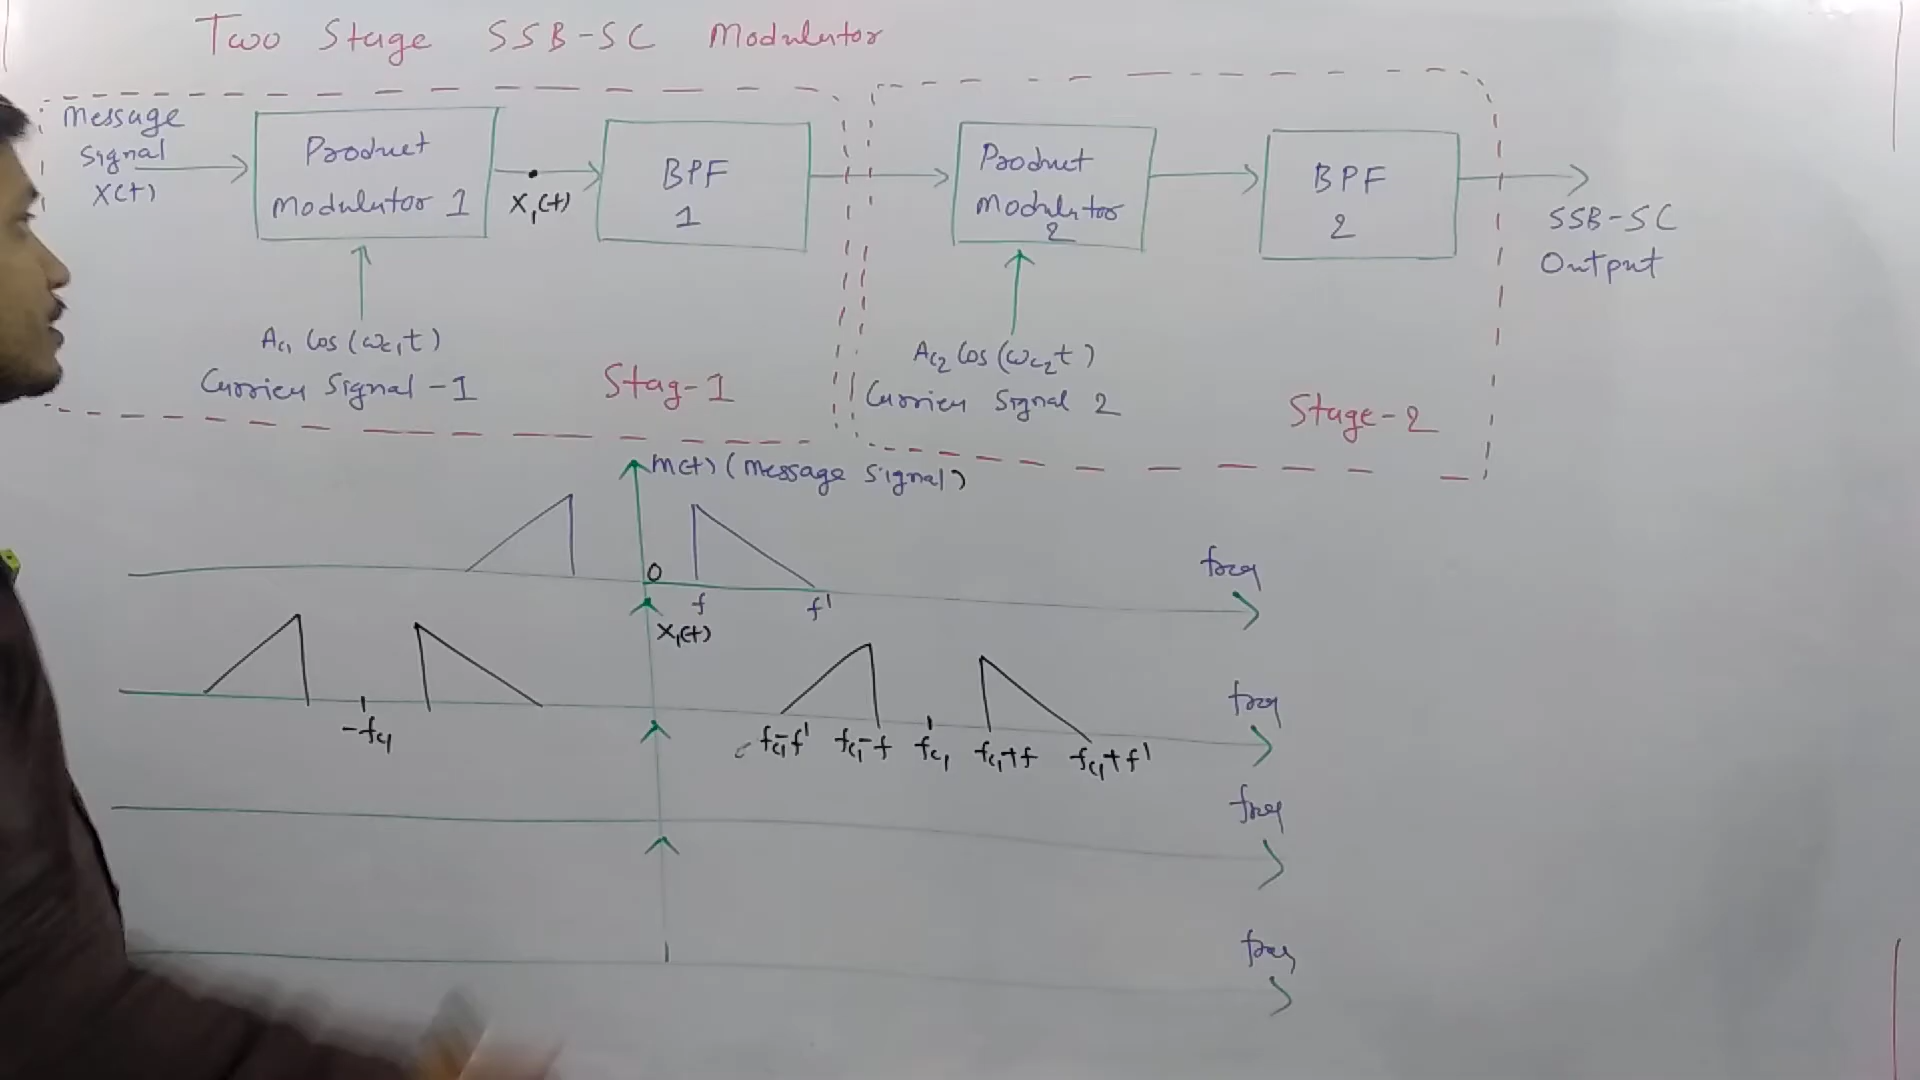 Two Stage SSB-SC Modulator
Message
Signal
X(t)
Product
Modulator 1
X₁(t)
BPF
1
Product
Modulator
2
BPF
2
SSB-SC
Output
Ac₁ Cos(ωc₁t)
Carrier Signal -1
Stag-1
Ac₂ Cos(ωc₂t)
Carrier Signal 2
Stage-2
m(t) (Message Signal)
0
f
f'
freq
X₁(t)
-fc₁
fc₁-f'
fc₁-f
fc₁
fc₁+f
fc₁+f'
freq
freq
freq